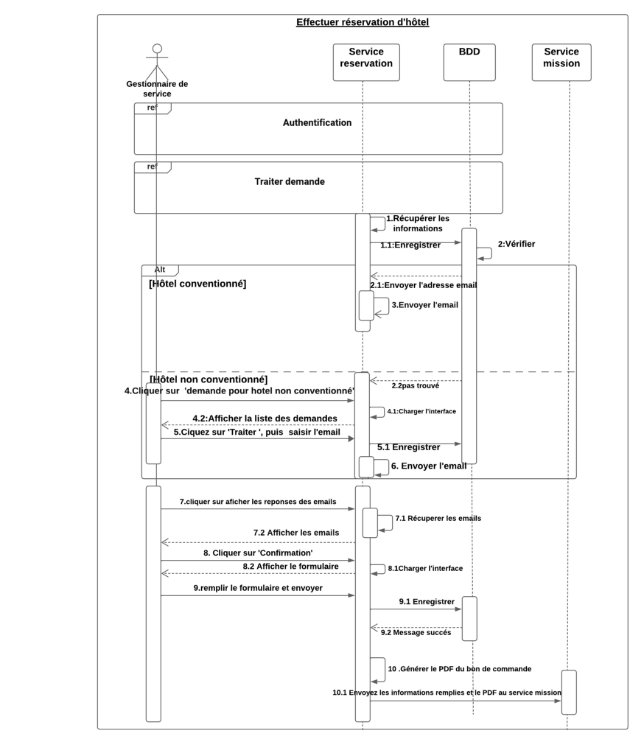 Effectuer réservation d'hôtel
Service
reservation
BDD
Service
mission
Gestionnaire de
service
ref
Authentification
ref
Traiter demande
1.Récupérer les
informations
1.1:Enregistrer
2:Vérifier
Alt
[Hôtel conventionné]
2.1:Envoyer l'adresse email
3.Envoyer l'email
[Hôtel non conventionné]
4.Cliquer sur 'demande pour hotel non conventionné'
2.2pas trouvé
4.1:Charger l'interface
4.2:Afficher la liste des demandes
5.Ciquez sur 'Traiter ', puis saisir l'email
5.1 Enregistrer
6. Envoyer l'email
7.cliquer sur aficher les reponses des emails
7.1 Récuperer les emails
7.2 Afficher les emails
8. Cliquer sur 'Confirmation'
8.2 Afficher le formulaire
8.1Charger l'interface
9.remplir le formulaire et envoyer
9.1 Enregistrer
9.2 Message succés
10 .Générer le PDF du bon de commande
10.1 Envoyez les informations remplies et le PDF au service mission